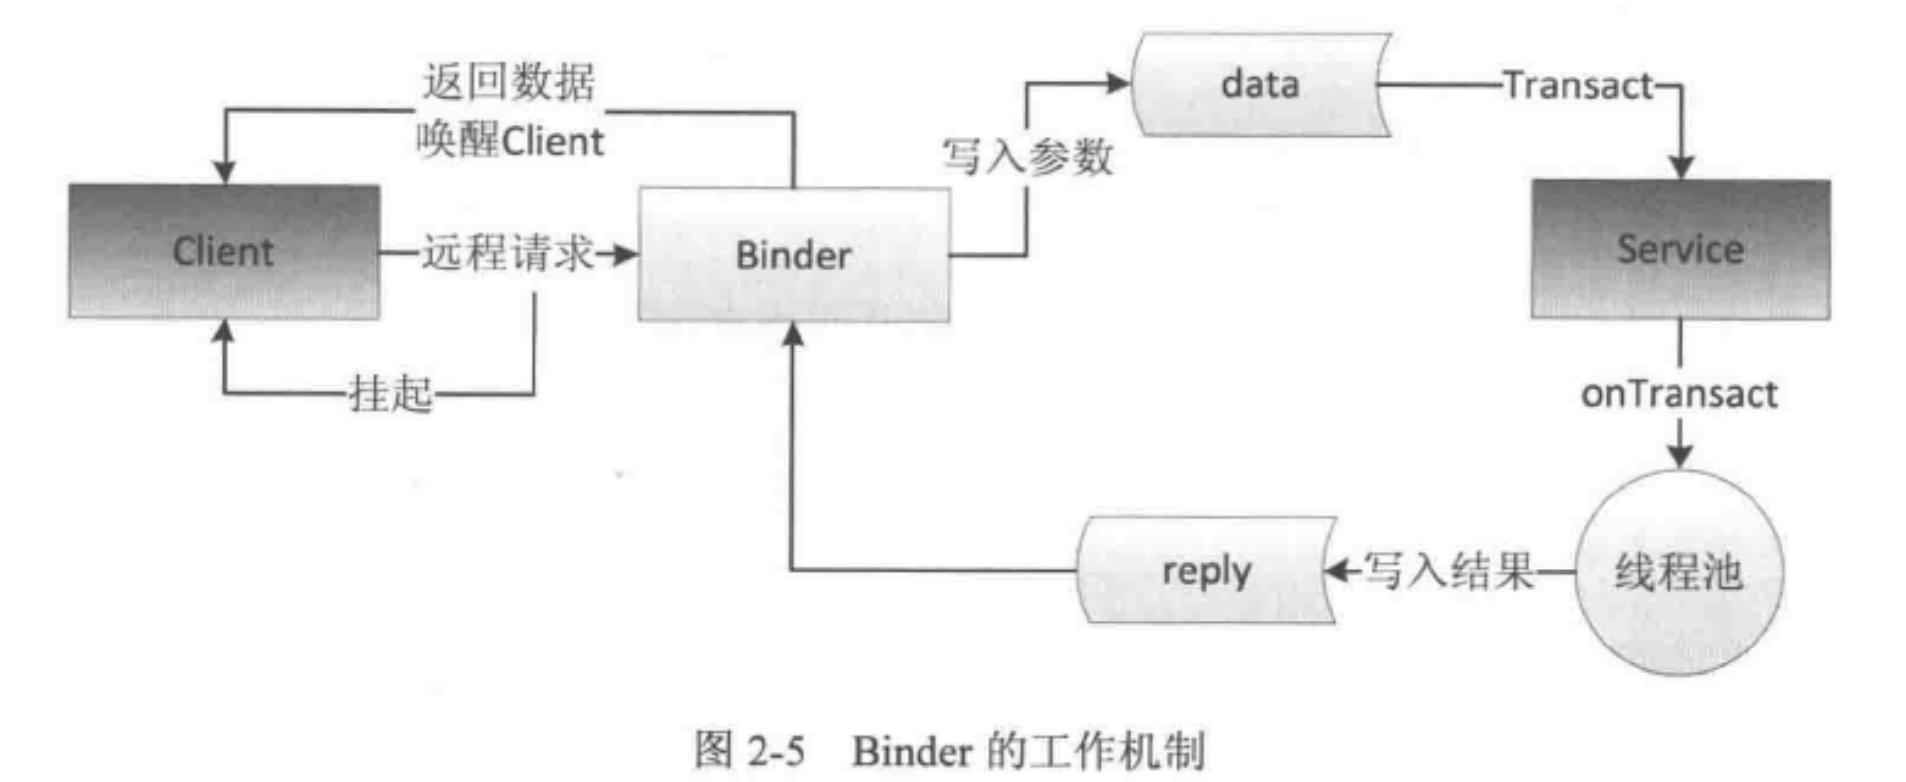 返回数据
唤醒Client
data
Transact
写入参数
Client
远程请求
Binder
Service
挂起
onTransact
reply
写入结果
线程池
图 2-5 Binder 的工作机制